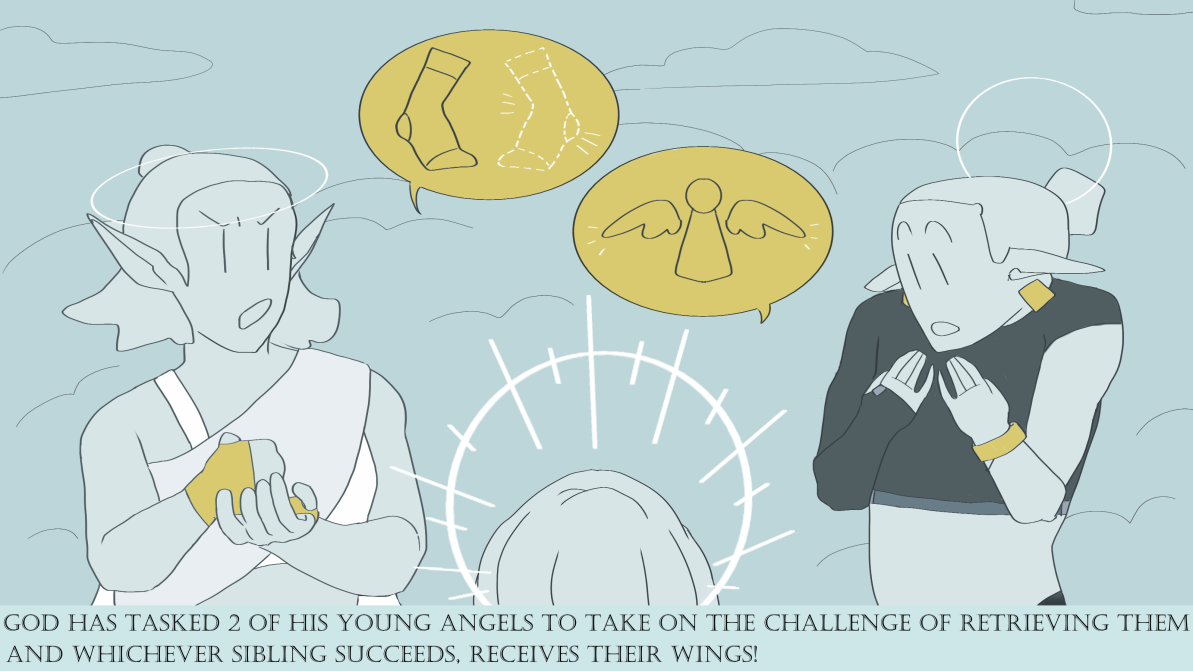 GOD HAS TASKED 2 OF HIS YOUNG ANGELS TO TAKE ON THE CHALLENGE OF RETRIEVING THEM
AND WHICHEVER SIBLING SUCCEEDS, RECEIVES THEIR WINGS!